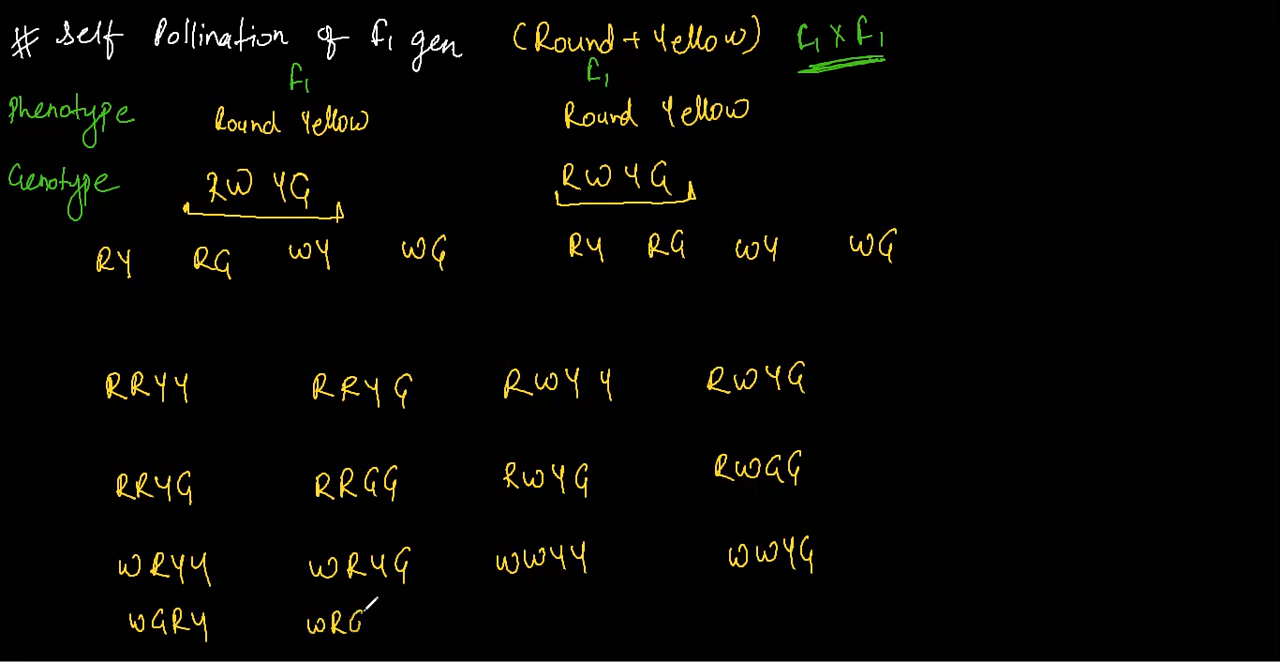 # Self Pollination of F1 gen (Round + Yellow) F1 X F1
F1 F1
Phenotype Round Yellow Round Yellow
Genotype RW YG RWYG
RY RG WY WG RY RG WY WG
RRYY RRYG RWYY RWYG
RRYG RRGG RWYG RWGG
WRYY WRYG WWYY WWYG
WGRY WRG